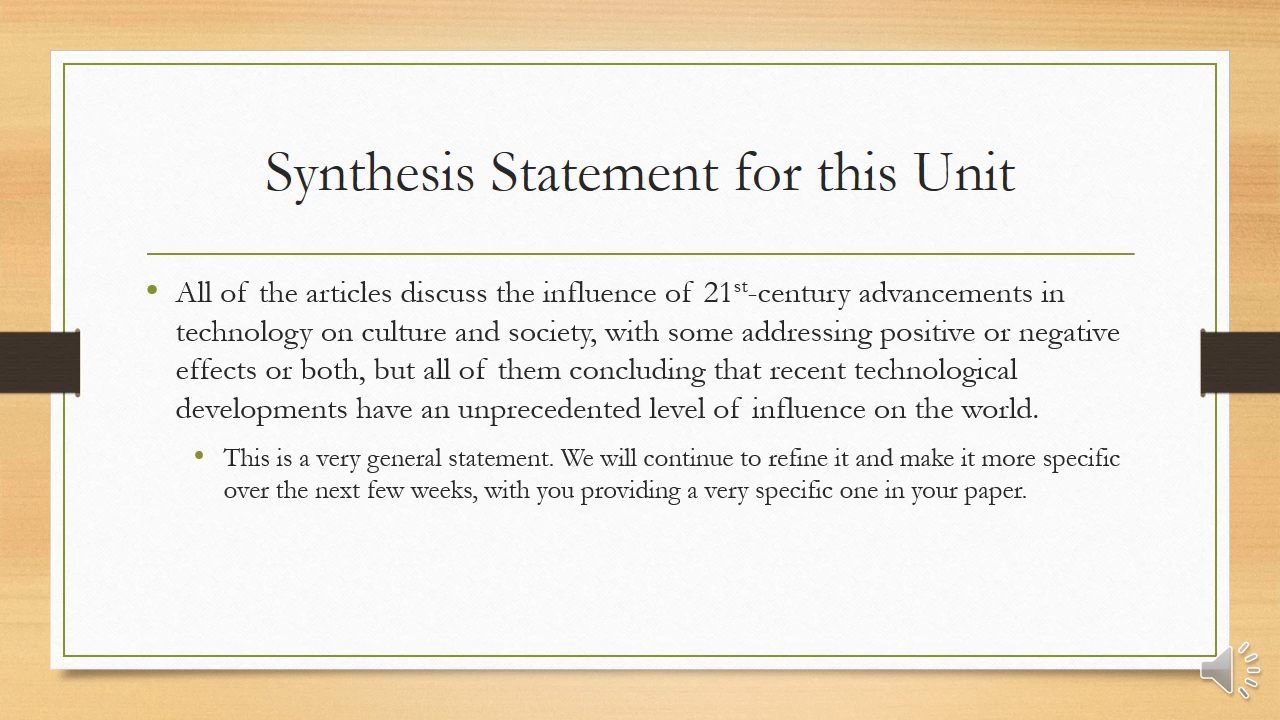 Synthesis Statement for this Unit
• All of the articles discuss the influence of 21st-century advancements in
technology on culture and society, with some addressing positive or negative
effects or both, but all of them concluding that recent technological
developments have an unprecedented level of influence on the world.
• This is a very general statement. We will continue to refine it and make it more specific
over the next few weeks, with you providing a very specific one in your paper.